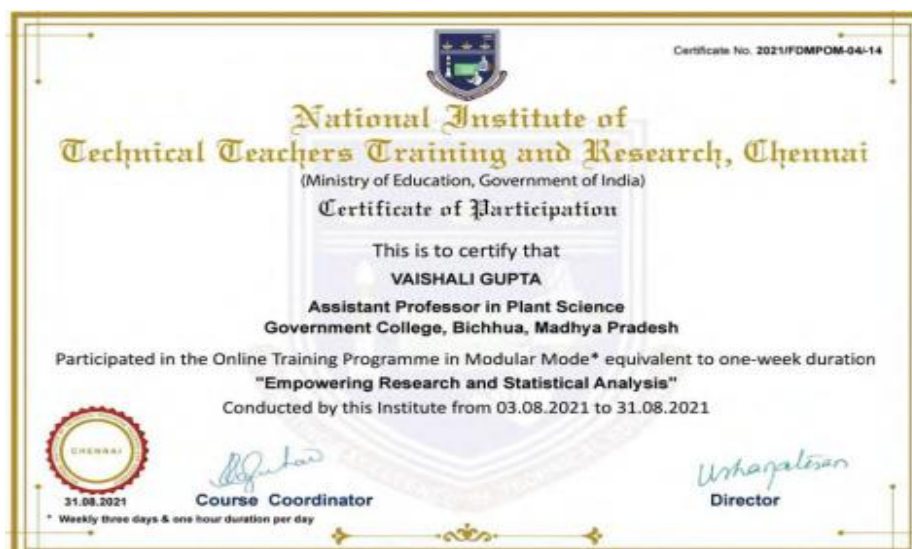 Certificate No. 2021/FDMPOM-04/-14
National Institute of
Technical Teachers Training and Research, Chennai
(Ministry of Education, Government of India)
Certificate of Participation
This is to certify that
VAISHALI GUPTA
Assistant Professor in Plant Science
Government College, Bichhua, Madhya Pradesh
Participated in the Online Training Programme in Modular Mode* equivalent to one-week duration
"Empowering Research and Statistical Analysis"
Conducted by this Institute from 03.08.2021 to 31.08.2021
CHENNAI
31.08.2021
Course Coordinator
Director
* Weekly three days & one hour duration per day